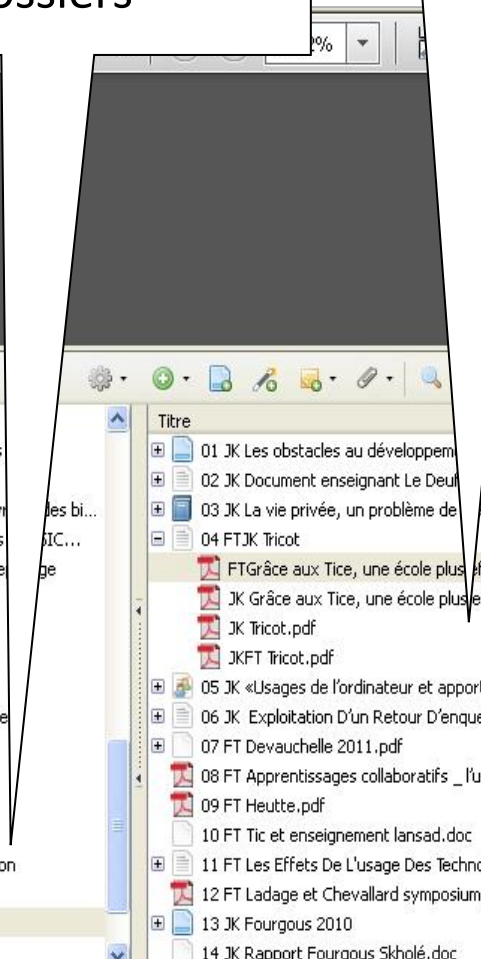 ossiers
%
Titre
01 JK Les obstacles au développem
02 JK Document enseignant Le Deuf
des bi...
03 JK La vie privée, un problème de
SIC...
04 FTJK Tricot
ge
FTGrâce aux Tice, une école plus ef
JK Grâce aux Tice, une école plus e
JK Tricot.pdf
JKFT Tricot.pdf
05 JK «Usages de l'ordinateur et apport
06 JK Exploitation D'un Retour D'enque
07 FT Devauchelle 2011.pdf
08 FT Apprentissages collaboratifs _ l'u
09 FT Heutte.pdf
10 FT Tic et enseignement lansad.doc
on
11 FT Les Effets De L'usage Des Techno
12 FT Ladage et Chevallard symposium
13 JK Fourgous 2010
14 JK Rapport Fourgous Skholé.doc